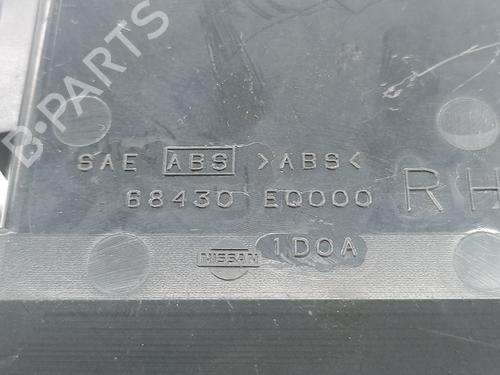 B-PARTS
SAE ABS >ABS<
68430 EQ000
RH
1D0A
NISSAN